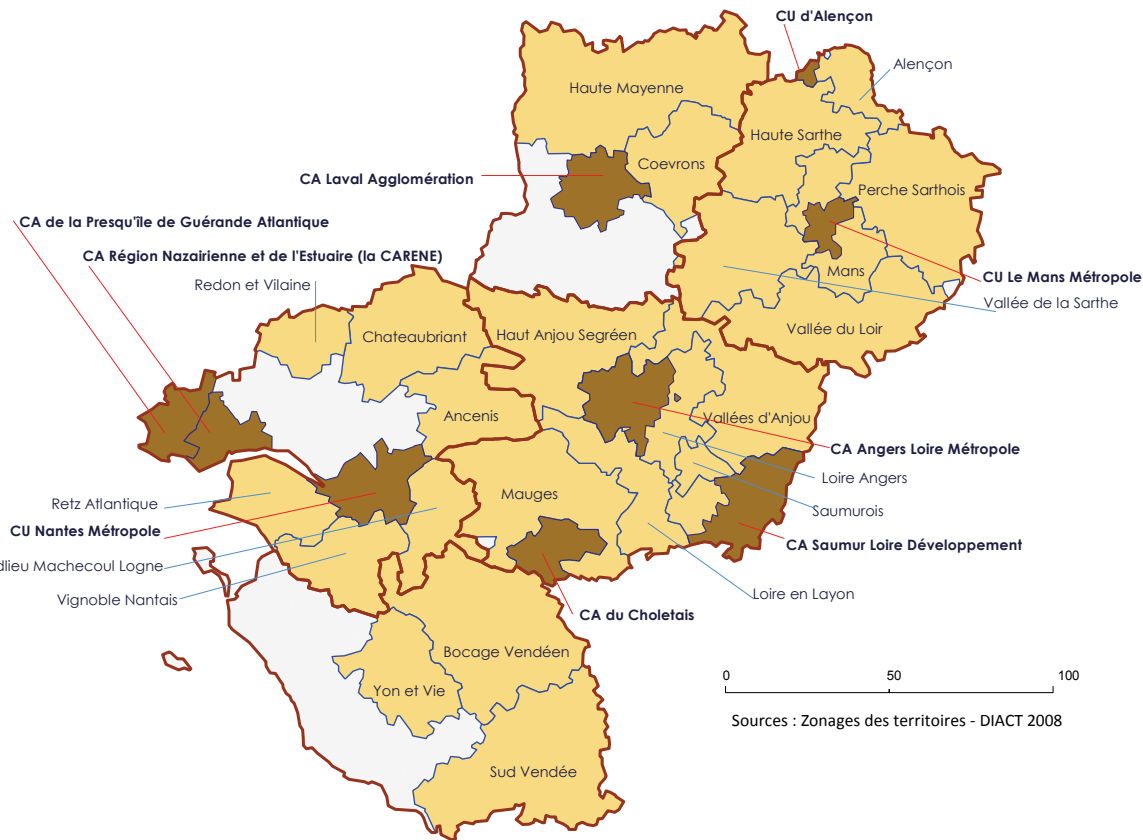 CU d'Alençon
Alençon
Haute Mayenne
Haute Sarthe
Coevrons
CA Laval Agglomération
Perche Sarthois
CA de la Presqu'île de Guérande Atlantique
CA Région Nazairienne et de l'Estuaire (la CARENE)
Mans
CU Le Mans Métropole
Redon et Vilaine
Vallée de la Sarthe
Chateaubriant
Haut Anjou Segréen
Vallée du Loir
Ancenis
Vallées d'Anjou
CA Angers Loire Métropole
Loire Angers
Mauges
Retz Atlantique
Saumurois
CU Nantes Métropole
CA Saumur Loire Développement
dlieu Machecoul Logne
Loire en Layon
Vignoble Nantais
CA du Choletais
Bocage Vendéen
0 50 100
Yon et Vie
Sources : Zonages des territoires - DIACT 2008
Sud Vendée